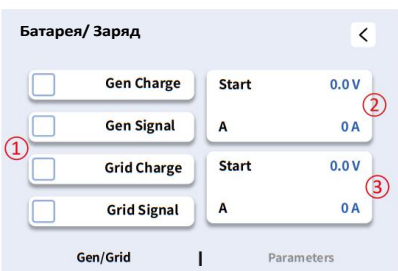 Батарея/ Заряд
<
Gen Charge
Gen Signal
Grid Charge
Grid Signal
①
Start 0.0 V
A 0 A
②
Start 0.0 V
A 0 A
③
Gen/Grid | Parameters